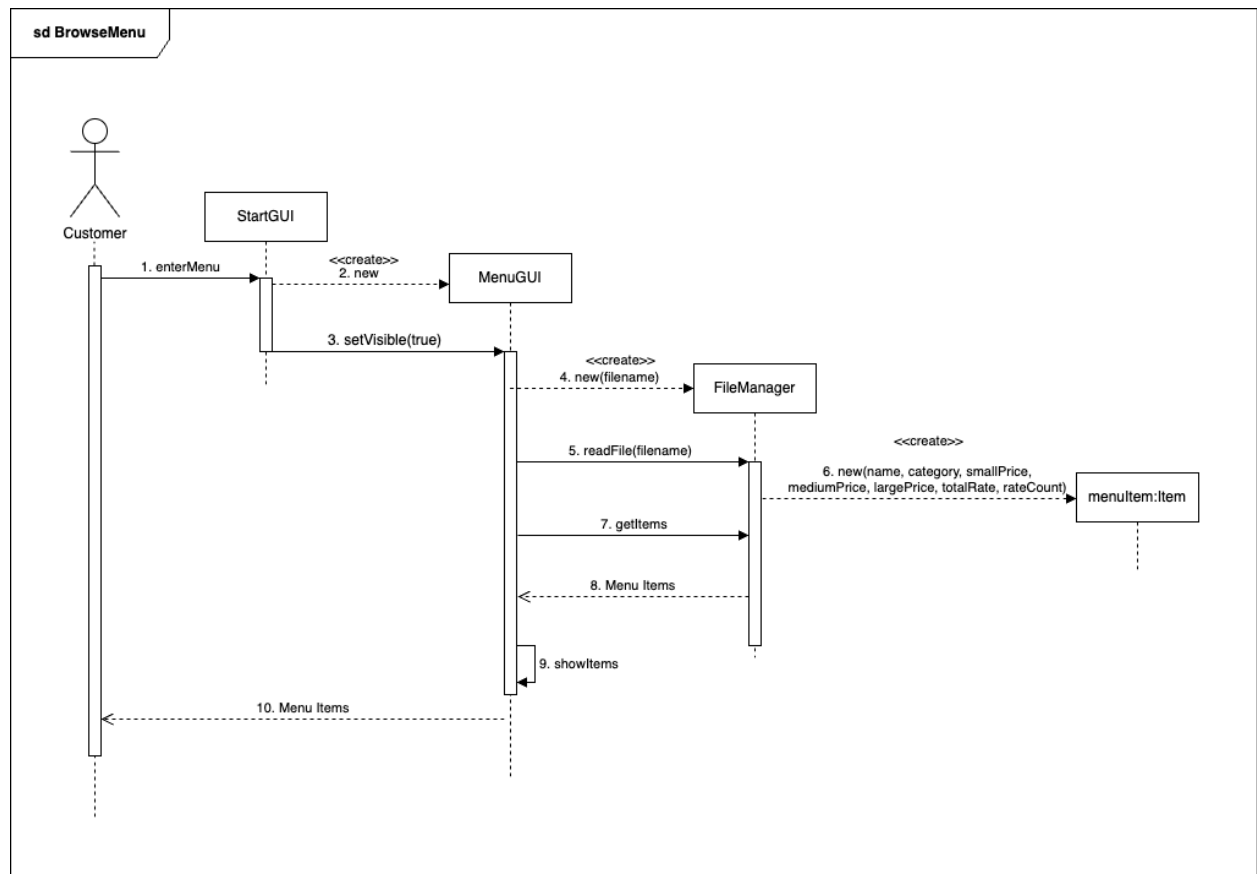 sd BrowseMenu
Customer
StartGUI
1. enterMenu
<<create>>
2. new
MenuGUI
3. setVisible(true)
<<create>>
4. new(filename)
FileManager
5. readFile(filename)
<<create>>
6. new(name, category, smallPrice,
mediumPrice, largePrice, totalRate, rateCount)
menuItem:Item
7. getItems
8. Menu Items
9. showItems
10. Menu Items